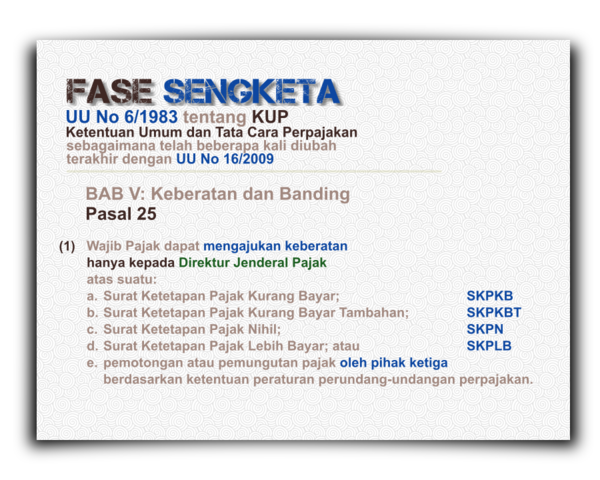 FASE SENGKETA
UU No 6/1983 tentang KUP
Ketentuan Umum dan Tata Cara Perpajakan
sebagaimana telah beberapa kali diubah
terakhir dengan UU No 16/2009
BAB V: Keberatan dan Banding
Pasal 25
(1) Wajib Pajak dapat mengajukan keberatan
hanya kepada Direktur Jenderal Pajak
atas suatu:
a. Surat Ketetapan Pajak Kurang Bayar; SKPKB
b. Surat Ketetapan Pajak Kurang Bayar Tambahan; SKPKBT
c. Surat Ketetapan Pajak Nihil; SKPN
d. Surat Ketetapan Pajak Lebih Bayar; atau SKPLB
e. pemotongan atau pemungutan pajak oleh pihak ketiga
berdasarkan ketentuan peraturan perundang-undangan perpajakan.